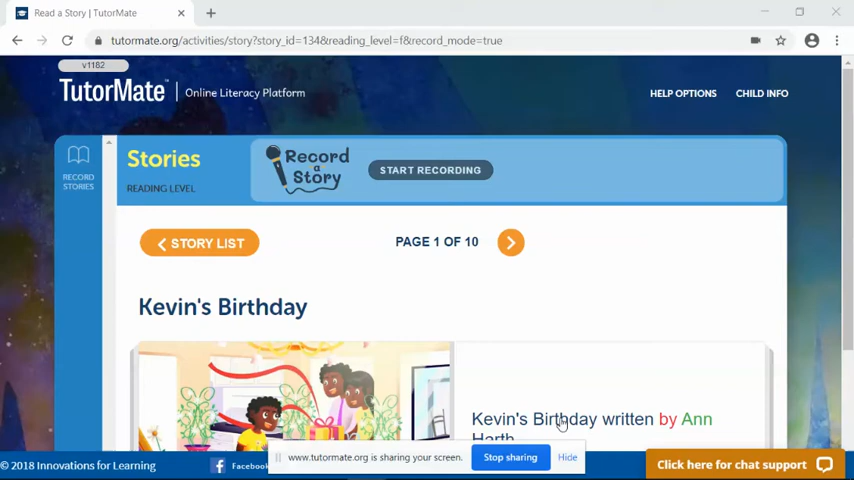 Read a Story | TutorMate
tutormate.org/activities/story?story_id=134&reading_level=f&record_mode=true
v1182
TutorMate™ Online Literacy Platform
HELP OPTIONS CHILD INFO
RECORD STORIES
Stories
READING LEVEL
Record a Story
START RECORDING
STORY LIST
PAGE 1 OF 10
Kevin's Birthday
Kevin's Birthday written by Ann
Harth
www.tutormate.org is sharing your screen. Stop sharing Hide
© 2018 Innovations for Learning
Facebook
Click here for chat support